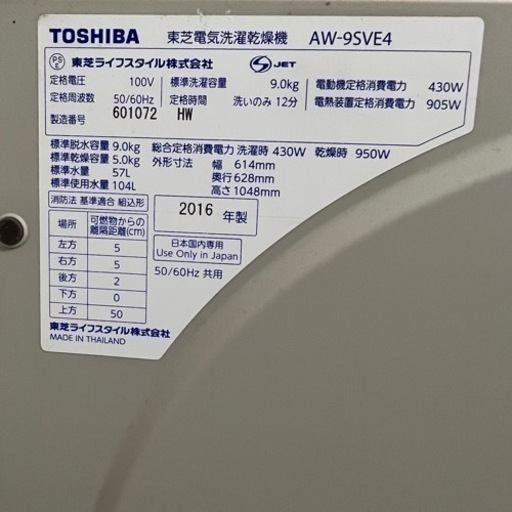 TOSHIBA 東芝電気洗濯乾燥機 AW-9SVE4
PS E 東芝ライフスタイル株式会社 S JET
定格電圧 100V 標準洗濯容量 9.0kg 電動機定格消費電力 430W
定格周波数 50/60Hz 定格時間 洗いのみ 12分 電熱装置定格消費電力 905W
製造番号 601072 HW
標準脱水容量 9.0kg 総合定格消費電力 洗濯時 430W 乾燥時 950W
標準乾燥容量 5.0kg 外形寸法 幅 614mm
標準水量 57L 奥行 628mm
標準使用水量 104L 高さ 1048mm
消防法 基準適合 組込形
2016 年製
場所 可燃物からの離隔距離(cm)
左方 5
右方 5
後方 2
下方 0
上方 50
日本国内専用
Use Only in Japan
50/60Hz 共用
東芝ライフスタイル株式会社
MADE IN THAILAND